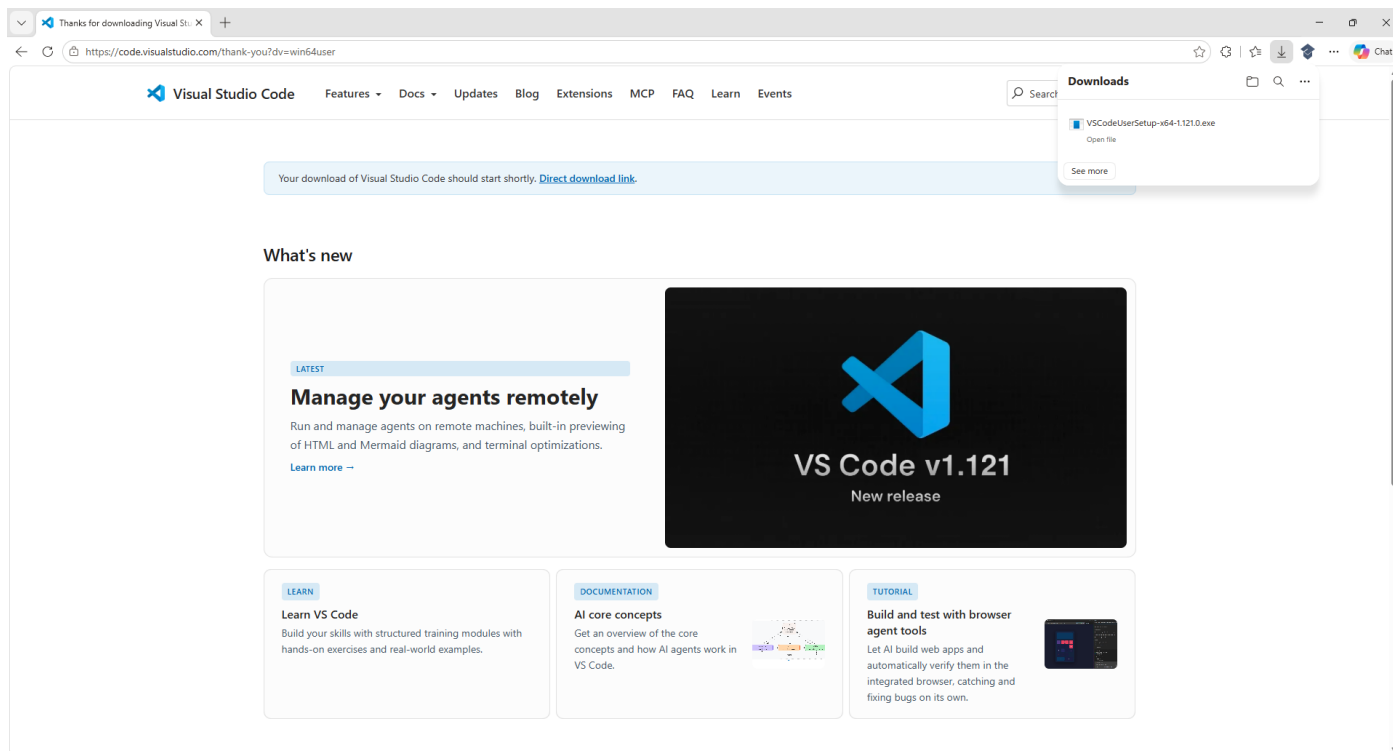 Thanks for downloading Visual Stu
https://code.visualstudio.com/thank-you?dv=win64user
Chat
Visual Studio Code
Features
Docs
Updates
Blog
Extensions
MCP
FAQ
Learn
Events
Search
Downloads
VSCodeUserSetup-x64-1.121.0.exe
Open file
See more
Your download of Visual Studio Code should start shortly. Direct download link.
What's new
LATEST
Manage your agents remotely
Run and manage agents on remote machines, built-in previewing
of HTML and Mermaid diagrams, and terminal optimizations.
Learn more →
VS Code v1.121
New release
LEARN
Learn VS Code
Build your skills with structured training modules with
hands-on exercises and real-world examples.
DOCUMENTATION
AI core concepts
Get an overview of the core
concepts and how AI agents work in
VS Code.
TUTORIAL
Build and test with browser
agent tools
Let AI build web apps and
automatically verify them in the
integrated browser, catching and
fixing bugs on its own.